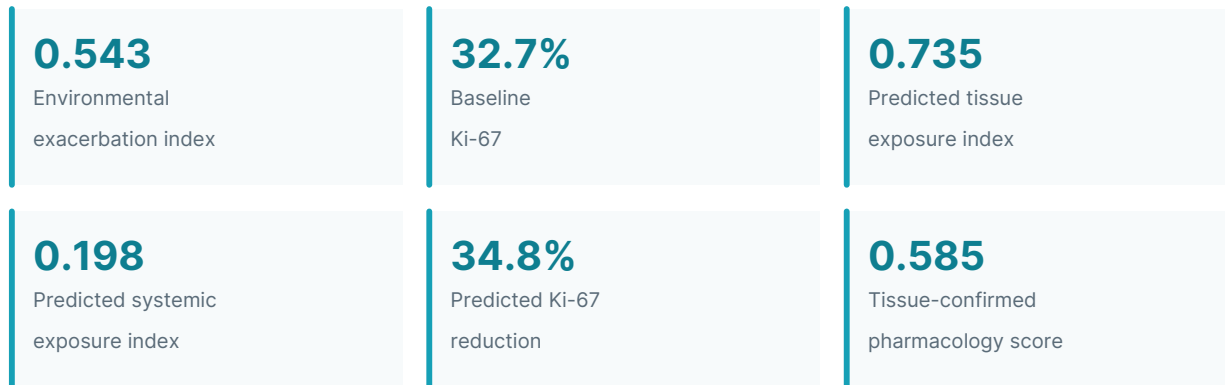 0.543
Environmental
exacerbation index
32.7%
Baseline
Ki-67
0.735
Predicted tissue
exposure index
0.198
Predicted systemic
exposure index
34.8%
Predicted Ki-67
reduction
0.585
Tissue-confirmed
pharmacology score